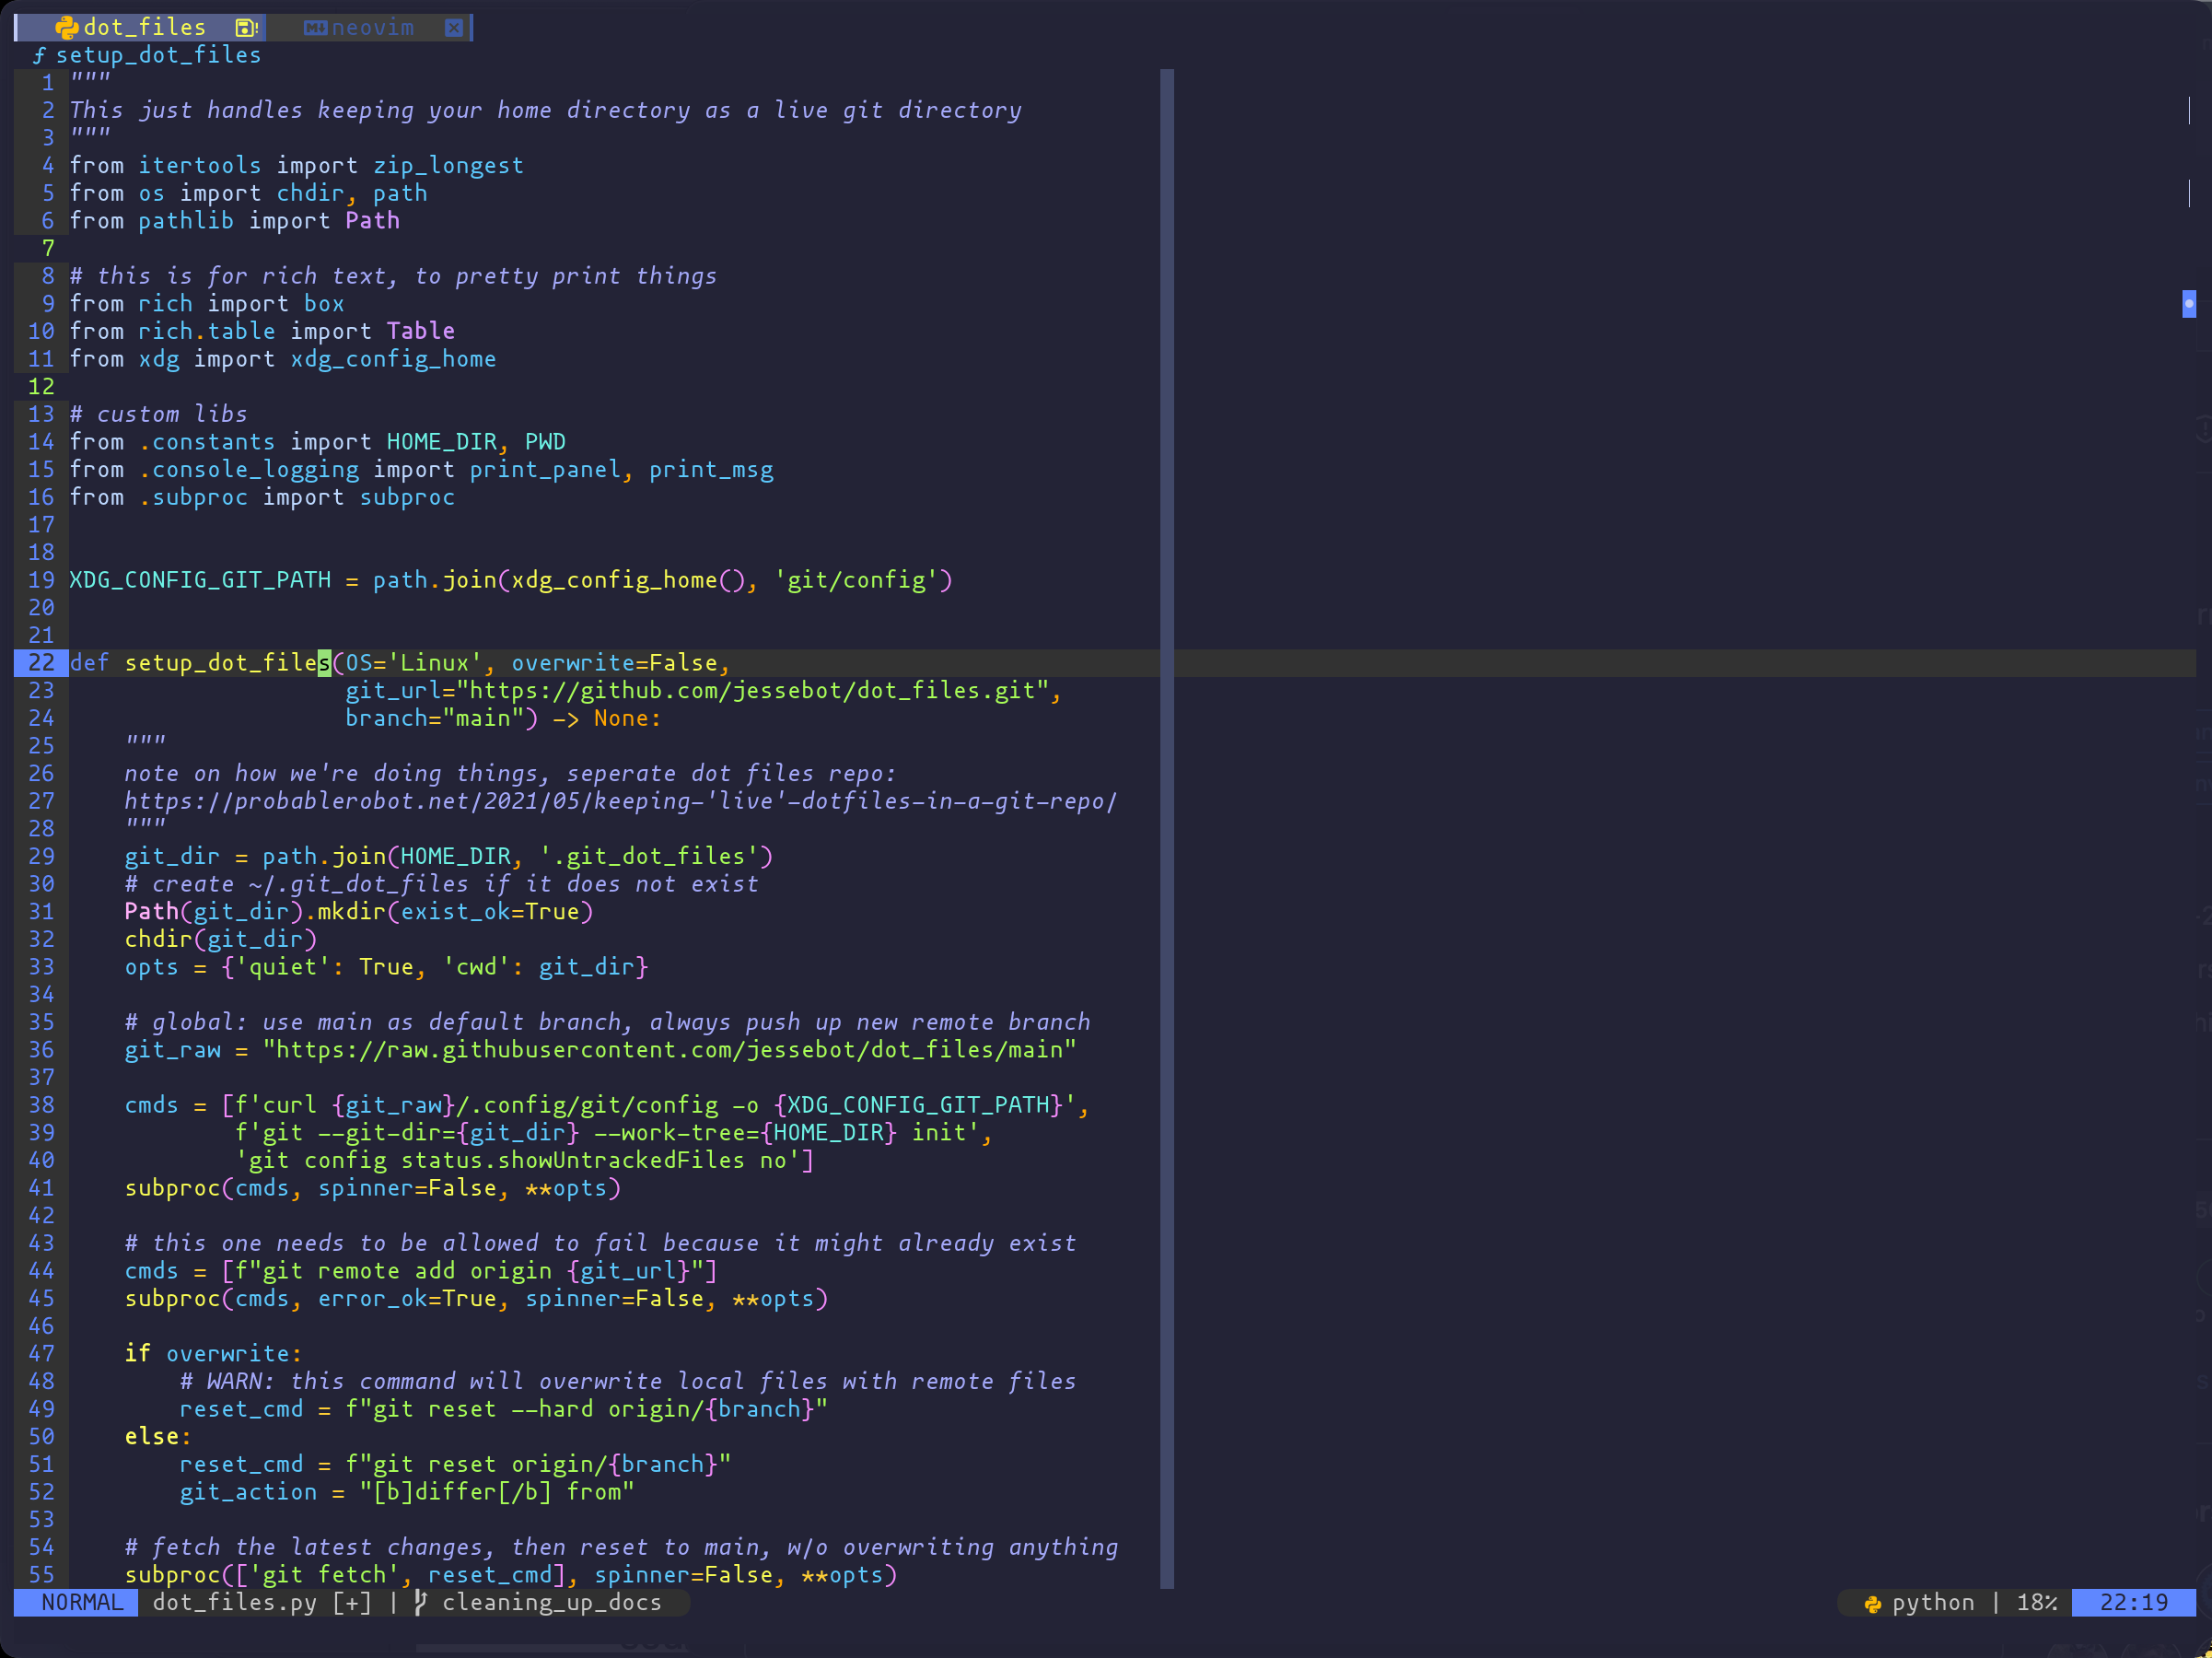 dot_files neovim
ƒ setup_dot_files
1 """
2 This just handles keeping your home directory as a live git directory
3 """
4 from itertools import zip_longest
5 from os import chdir, path
6 from pathlib import Path
7
8 # this is for rich text, to pretty print things
9 from rich import box
10 from rich.table import Table
11 from xdg import xdg_config_home
12
13 # custom libs
14 from .constants import HOME_DIR, PWD
15 from .console_logging import print_panel, print_msg
16 from .subproc import subproc
17
18
19 XDG_CONFIG_GIT_PATH = path.join(xdg_config_home(), 'git/config')
20
21
22 def setup_dot_files(OS='Linux', overwrite=False,
23                     git_url="https://github.com/jessebot/dot_files.git",
24                     branch="main") -> None:
25     """
26     note on how we're doing things, seperate dot files repo:
27     https://probablerobot.net/2021/05/keeping-'live'-dotfiles-in-a-git-repo/
28     """
29     git_dir = path.join(HOME_DIR, '.git_dot_files')
30     # create ~/.git_dot_files if it does not exist
31     Path(git_dir).mkdir(exist_ok=True)
32     chdir(git_dir)
33     opts = {'quiet': True, 'cwd': git_dir}
34
35     # global: use main as default branch, always push up new remote branch
36     git_raw = "https://raw.githubusercontent.com/jessebot/dot_files/main"
37
38     cmds = [f'curl {git_raw}/.config/git/config -o {XDG_CONFIG_GIT_PATH}',
39             f'git --git-dir={git_dir} --work-tree={HOME_DIR} init',
40             'git config status.showUntrackedFiles no']
41     subproc(cmds, spinner=False, **opts)
42
43     # this one needs to be allowed to fail because it might already exist
44     cmds = [f"git remote add origin {git_url}"]
45     subproc(cmds, error_ok=True, spinner=False, **opts)
46
47     if overwrite:
48         # WARN: this command will overwrite local files with remote files
49         reset_cmd = f"git reset --hard origin/{branch}"
50     else:
51         reset_cmd = f"git reset origin/{branch}"
52         git_action = "[b]differ[/b] from"
53
54     # fetch the latest changes, then reset to main, w/o overwriting anything
55     subproc(['git fetch', reset_cmd], spinner=False, **opts)
NORMAL dot_files.py [+] | cleaning_up_docs python | 18% 22:19